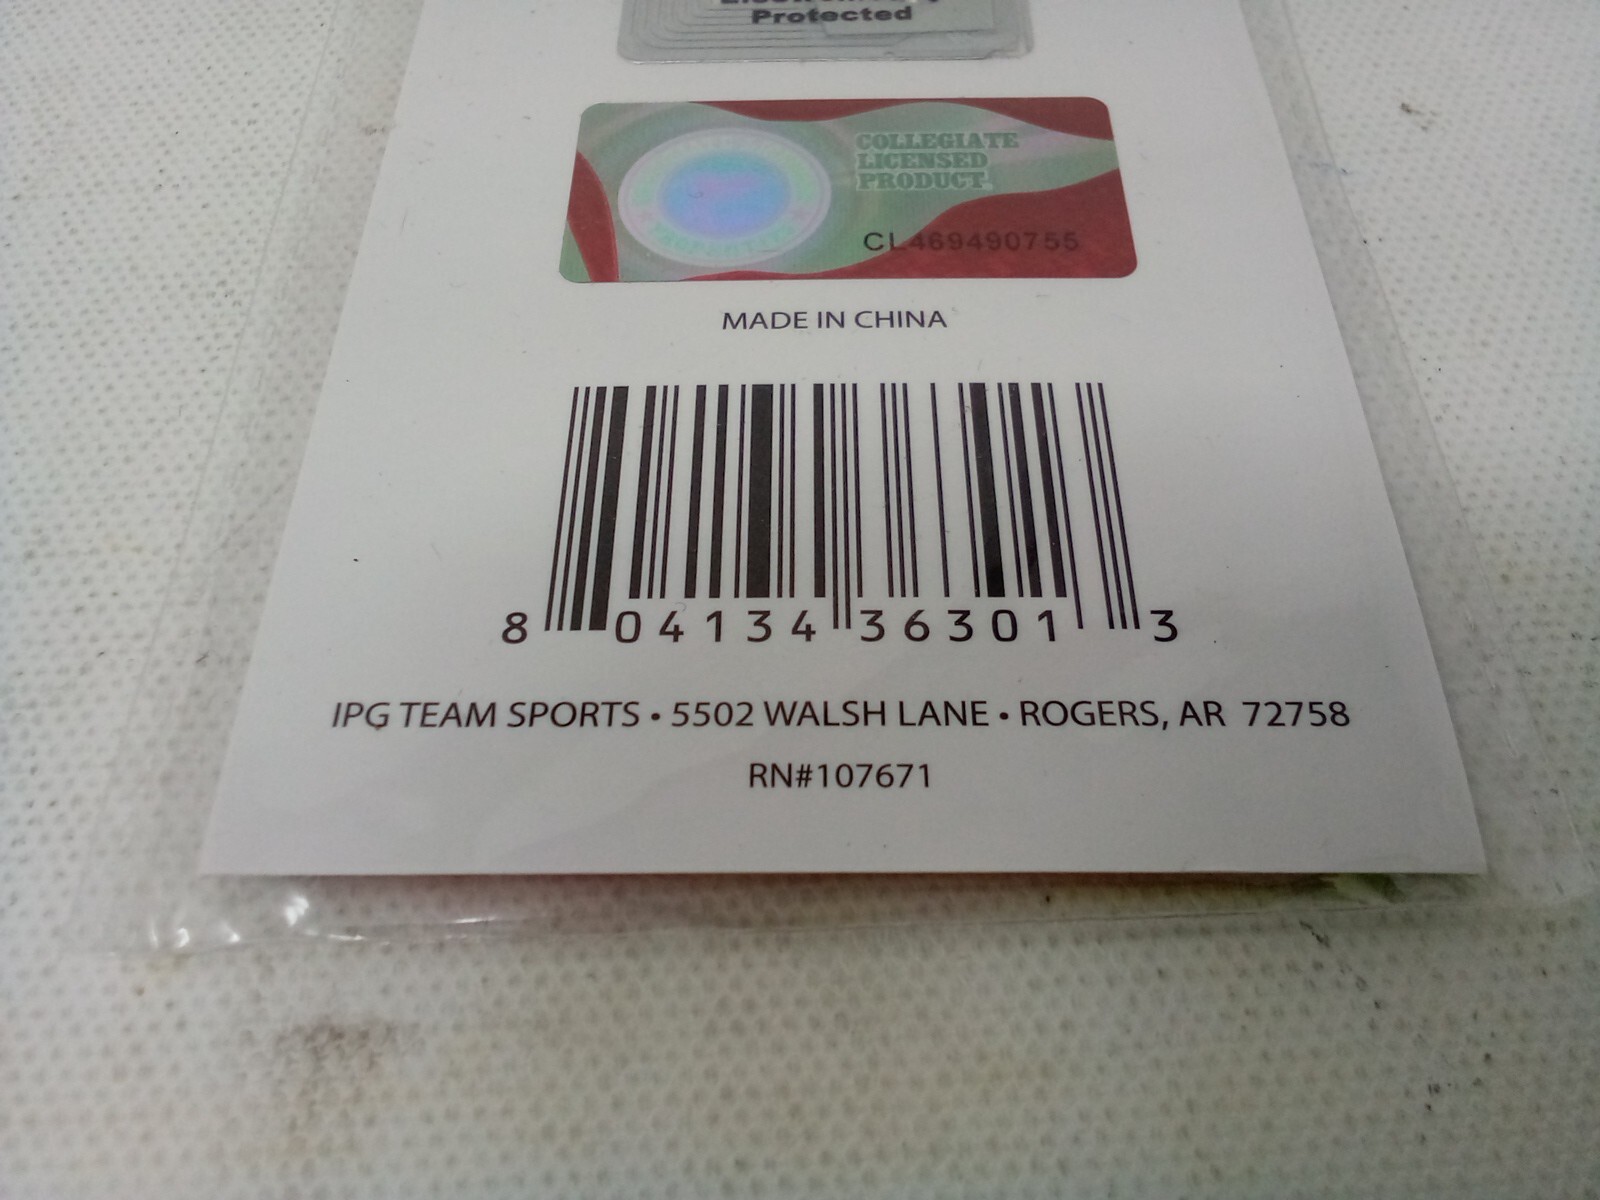 Protected
COLLEGIATE
LICENSED
PRODUCT
CL469490755
MADE IN CHINA
8 04134 36301 3
IPG TEAM SPORTS • 5502 WALSH LANE • ROGERS, AR 72758
RN#107671